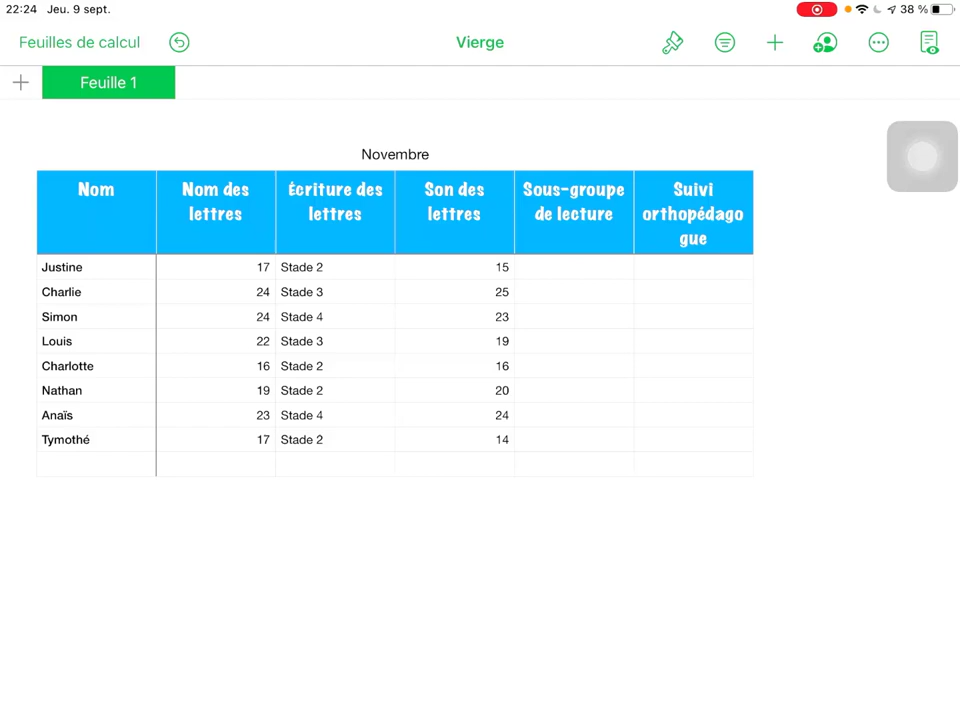 22:24 Jeu. 9 sept. 38 %
Feuilles de calcul Vierge
Feuille 1
Novembre
Nom Nom des lettres Écriture des lettres Son des lettres Sous-groupe de lecture Suivi orthopédagogue
Justine 17 Stade 2 15
Charlie 24 Stade 3 25
Simon 24 Stade 4 23
Louis 22 Stade 3 19
Charlotte 16 Stade 2 16
Nathan 19 Stade 2 20
Anaïs 23 Stade 4 24
Tymothé 17 Stade 2 14